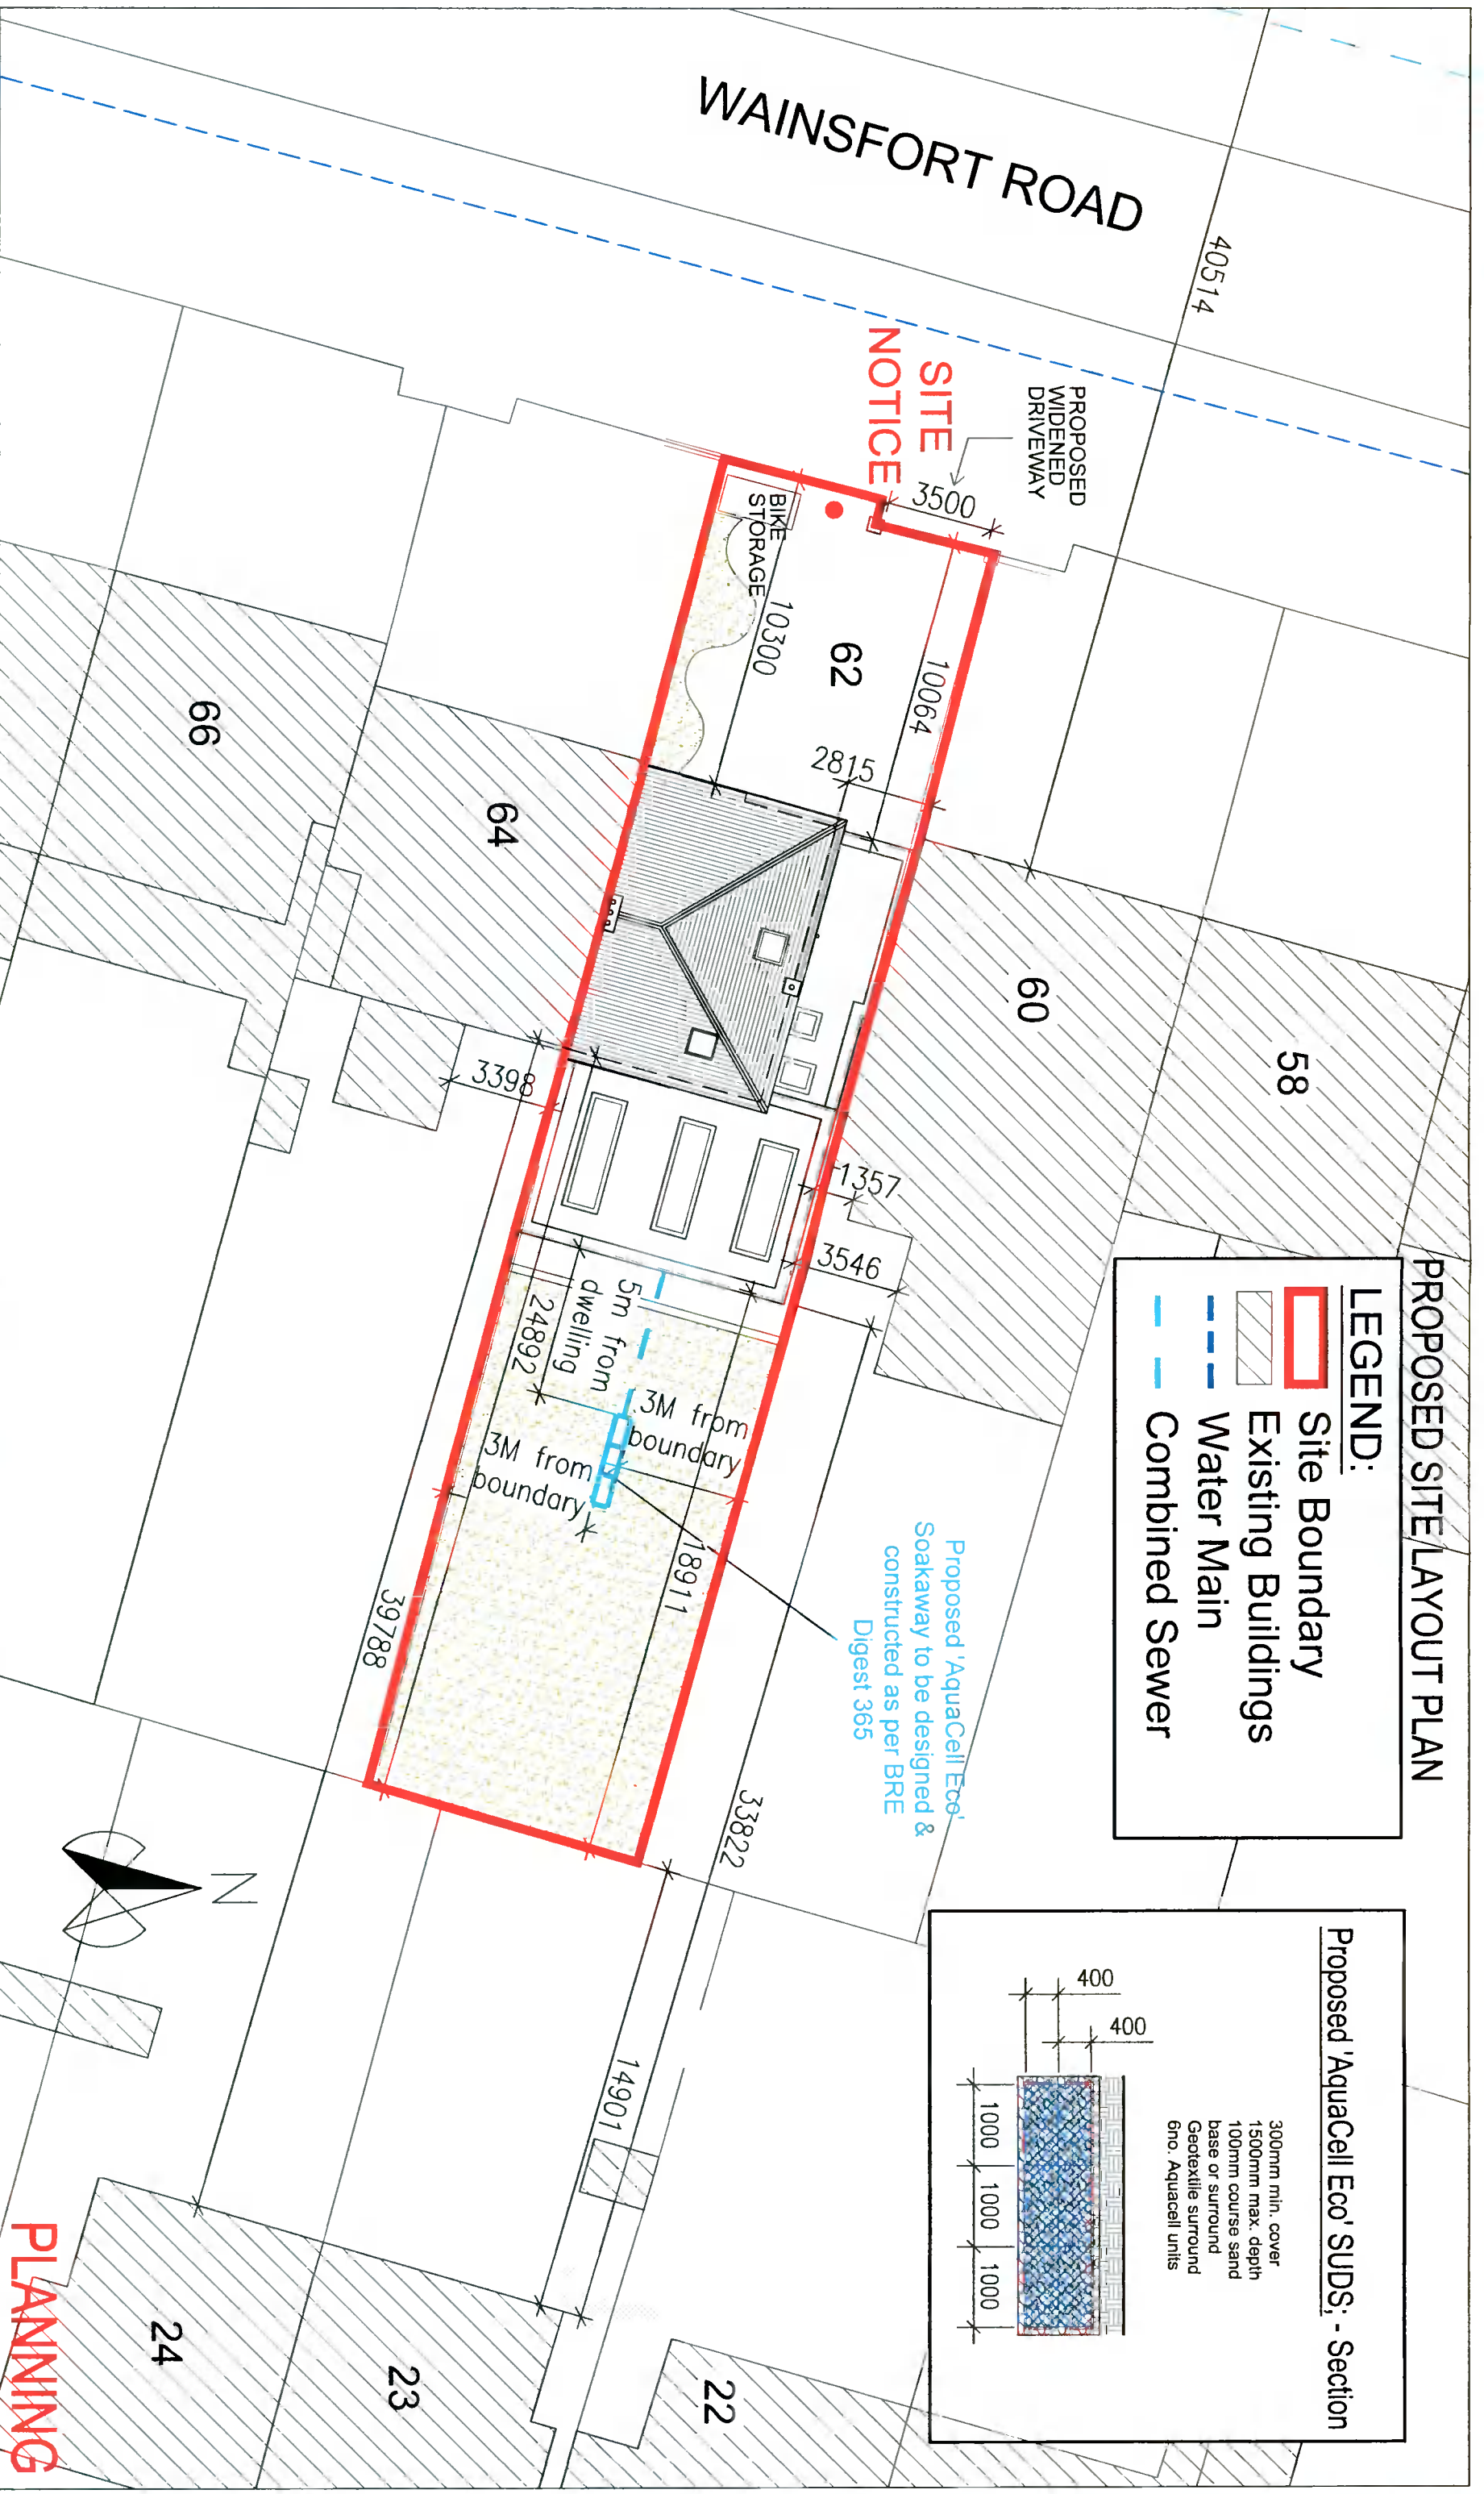 PROPOSED SITE/LAYOUT PLAN
LEGEND:
Site Boundary
Existing Buildings
Water Main
Combined Sewer
Proposed 'AquaCell Eco' SUDS; - Section
300mm min. cover
1500mm max. depth
100mm course sand
base or surround
Geotextile surround
6no. Aquacell units
400
400
1000
1000
1000
WAINSFORT ROAD
40514
PROPOSED
WIDENED
DRIVEWAY
SITE
NOTICE
3500
BIKE
STORAGE
10300
62
10064
2815
58
60
64
66
3398
1357
3546
5m from
dwelling
24892
3M from
boundary
3M from
boundary
18911
Proposed 'AquaCell Eco'
Soakaway to be designed &
constructed as per BRE
Digest 365
39788
33822
14901
N
22
23
24
PLANNING